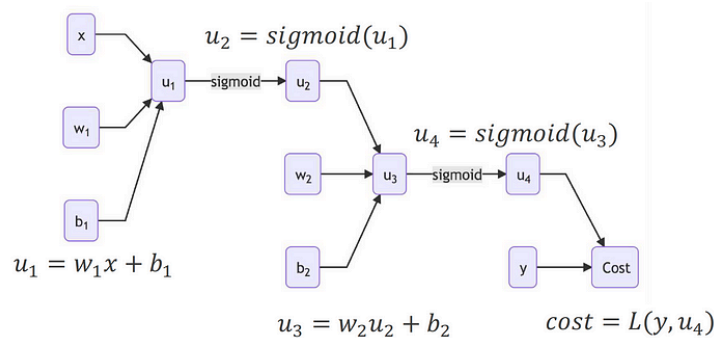 x
u₂ = sigmoid(u₁)
u₁
sigmoid
u₂
w₁
u₄ = sigmoid(u₃)
w₂
u₃
sigmoid
u₄
b₁
u₁ = w₁x + b₁
b₂
y
Cost
u₃ = w₂u₂ + b₂
cost = L(y, u₄)